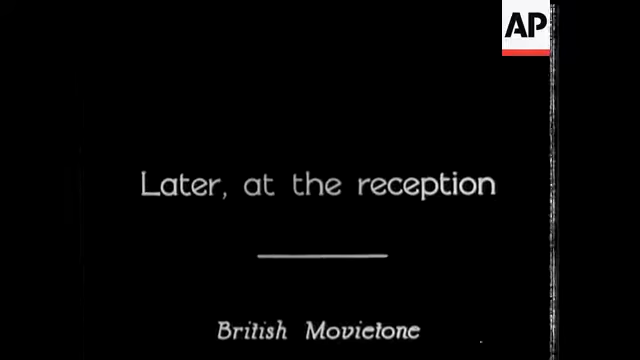 AP
Later, at the reception
British Movietone